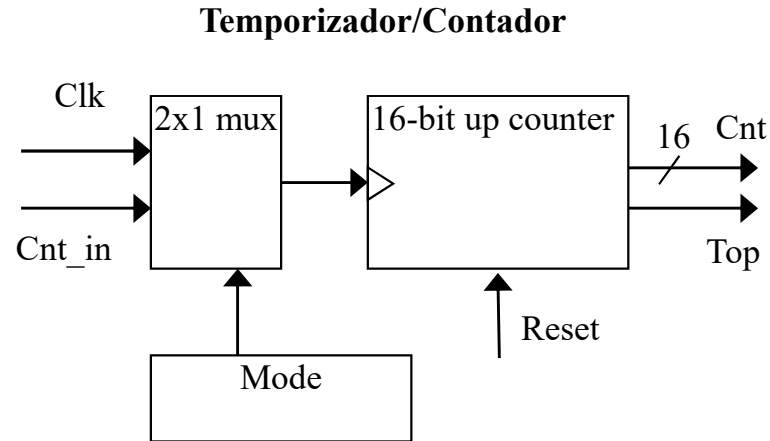 Temporizador/Contador
Clk
2x1 mux
16-bit up counter
16
Cnt
Cnt_in
Top
Reset
Mode